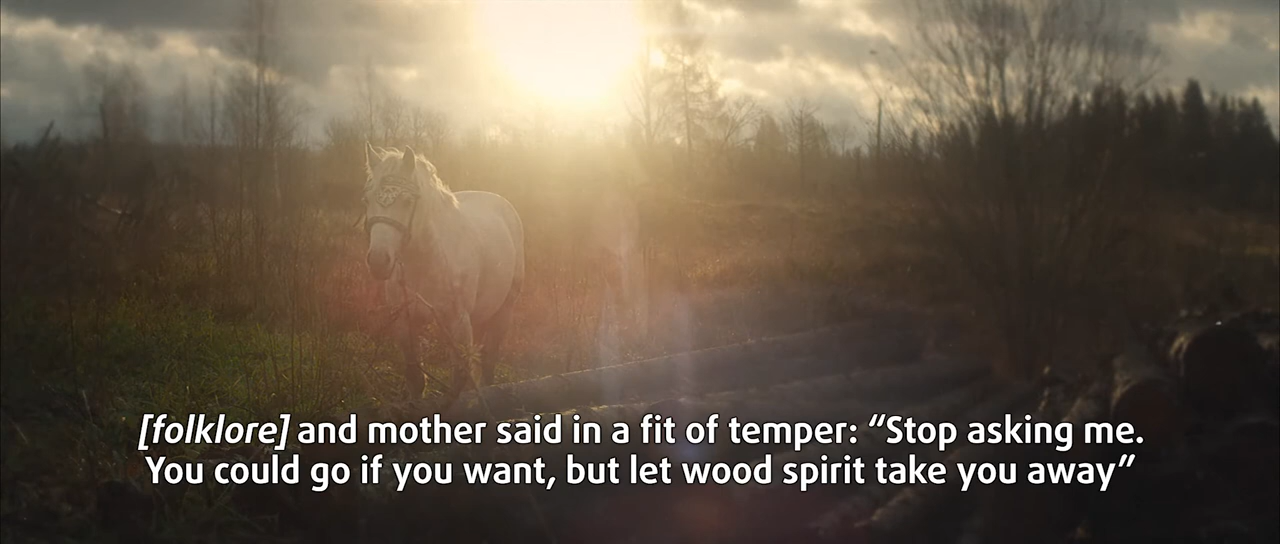 [folklore] and mother said in a fit of temper: “Stop asking me.
You could go if you want, but let wood spirit take you away”